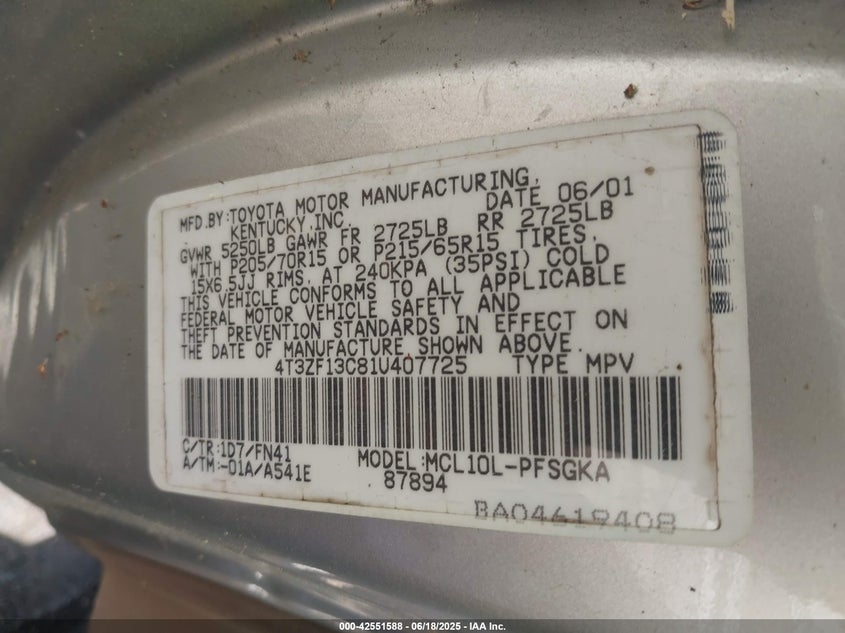 MFD.BY:TOYOTA MOTOR MANUFACTURING,
KENTUCKY,INC. DATE 06/01
GVWR 5250LB GAWR FR 2725LB RR 2725LB
WITH P205/70R15 OR P215/65R15 TIRES,
15X6.5JJ RIMS, AT 240KPA (35PSI) COLD
THIS VEHICLE CONFORMS TO ALL APPLICABLE
FEDERAL MOTOR VEHICLE SAFETY AND
THEFT PREVENTION STANDARDS IN EFFECT ON
THE DATE OF MANUFACTURE SHOWN ABOVE.
4T3ZF13C81U407725 TYPE MPV
C/TR:1D7/FN41
A/TM:-01A/A541E
MODEL:MCL10L-PFSGKA
87894
BA04619408
000-42551588 - 06/18/2025 - IAA Inc.